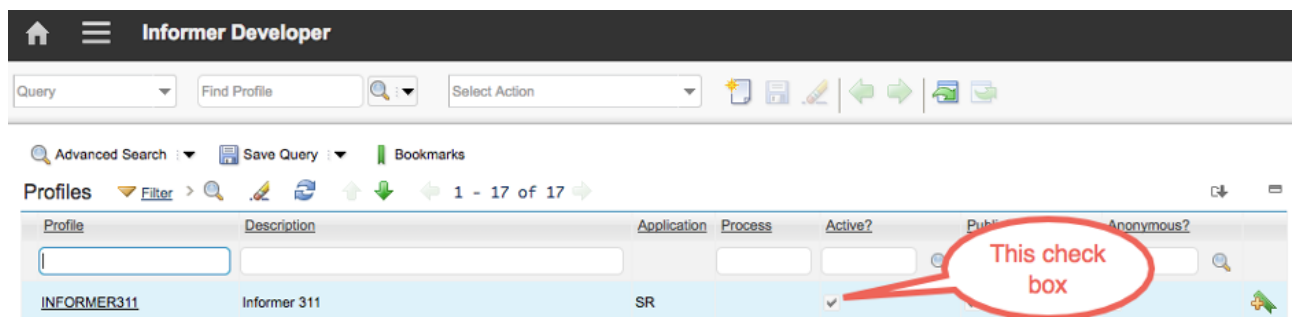 Informer Developer
Query Find Profile Select Action
Advanced Search Save Query Bookmarks
Profiles Filter > 1 - 17 of 17
Profile Description Application Process Active? Anonymous?
This check
box
INFORMER311 Informer 311 SR